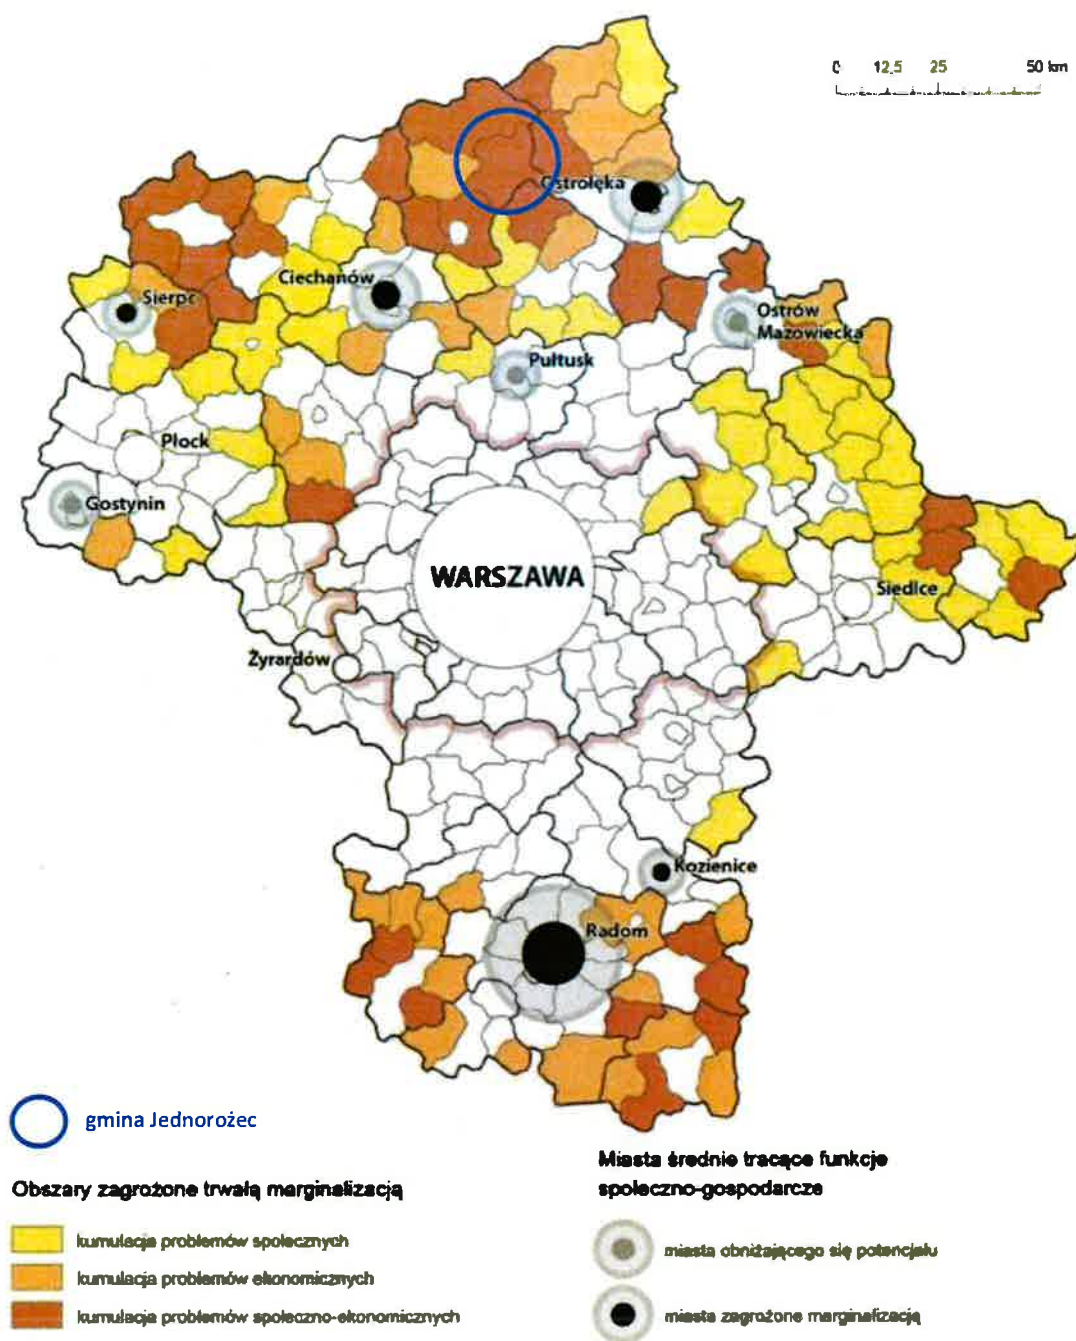 0 12,5 25 50 km
Ostrołęka
Ciechanów
Sierpc
Ostrów
Mazowiecka
Pułtusk
Płock
Gostynin
WARSZAWA
Siedlce
Żyrardów
Kozienice
Radom
gmina Jednorożec
Obszary zagrożone trwałą marginalizacją
kumulacja problemów społecznych
kumulacja problemów ekonomicznych
kumulacja problemów społeczno-ekonomicznych
Miasta średnie tracące funkcje
społeczno-gospodarcze
miasta obniżającego się potencjału
miasta zagrożone marginalizacją